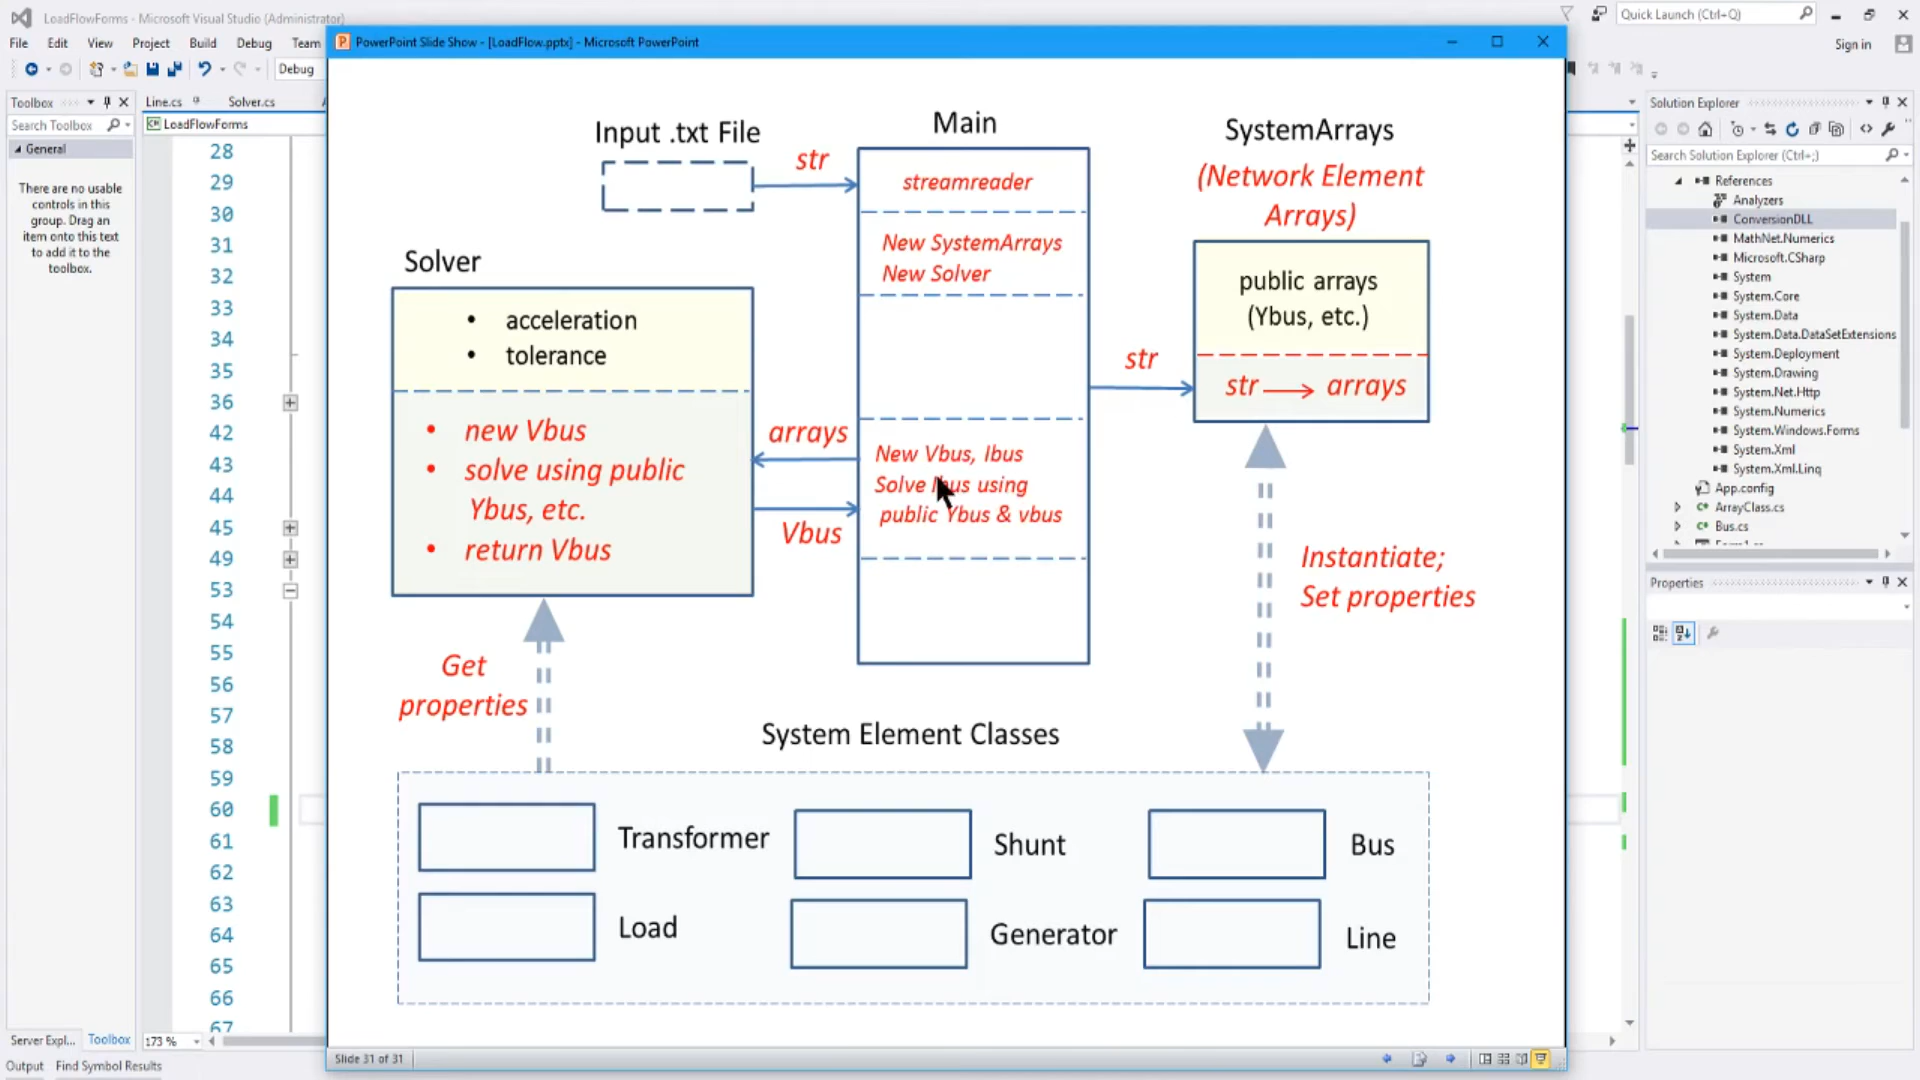 LoadFlowForms - Microsoft Visual Studio (Administrator)
Quick Launch (Ctrl+Q)
File Edit View Project Build Debug Team
Sign in
Debug
PowerPoint Slide Show - [LoadFlow.pptx] - Microsoft PowerPoint
Toolbox
Search Toolbox
General
There are no usable
controls in this
group. Drag an
item onto this text
to add it to the
toolbox.
Line.cs
Solver.cs
LoadFlowForms
28
29
30
31
32
33
34
35
36
42
43
44
45
49
53
54
55
56
57
58
59
60
61
62
63
64
65
66
67
Input .txt File
str
Main
streamreader
New SystemArrays
New Solver
SystemArrays
(Network Element
Arrays)
public arrays
(Ybus, etc.)
str
str arrays
Solver
• acceleration
• tolerance
• new Vbus
• solve using public
Ybus, etc.
• return Vbus
arrays
Vbus
New Vbus, Ibus
Solve Ibus using
public Ybus & vbus
Instantiate;
Set properties
Get
properties
System Element Classes
Transformer
Shunt
Bus
Load
Generator
Line
Slide 31 of 31
Solution Explorer
Search Solution Explorer (Ctrl+;)
References
Analyzers
ConversionDLL
MathNet.Numerics
Microsoft.CSharp
System
System.Core
System.Data
System.Data.DataSetExtensions
System.Deployment
System.Drawing
System.Net.Http
System.Numerics
System.Windows.Forms
System.Xml
System.Xml.Linq
App.config
ArrayClass.cs
Bus.cs
Properties
Server Expl... Toolbox
173 %
Output Find Symbol Results